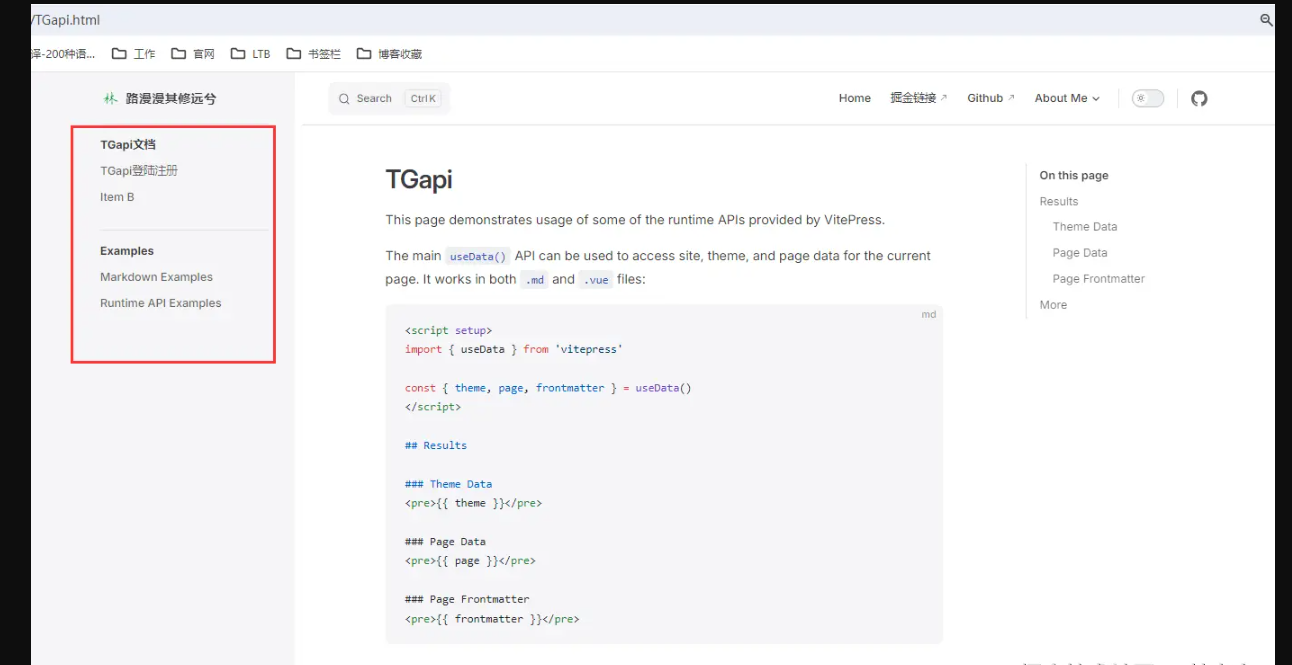 /TGapi.html
译-200种语...
工作
官网
LTB
书签栏
博客收藏
路漫漫其修远兮
Search Ctrl K
Home
掘金链接
Github
About Me
TGapi文档
TGapi登陆注册
Item B
Examples
Markdown Examples
Runtime API Examples
TGapi
This page demonstrates usage of some of the runtime APIs provided by VitePress.
The main useData() API can be used to access site, theme, and page data for the current
page. It works in both .md and .vue files:
md
<script setup>
import { useData } from 'vitepress'
const { theme, page, frontmatter } = useData()
</script>
## Results
### Theme Data
<pre>{{ theme }}</pre>
### Page Data
<pre>{{ page }}</pre>
### Page Frontmatter
<pre>{{ frontmatter }}</pre>
On this page
Results
Theme Data
Page Data
Page Frontmatter
More